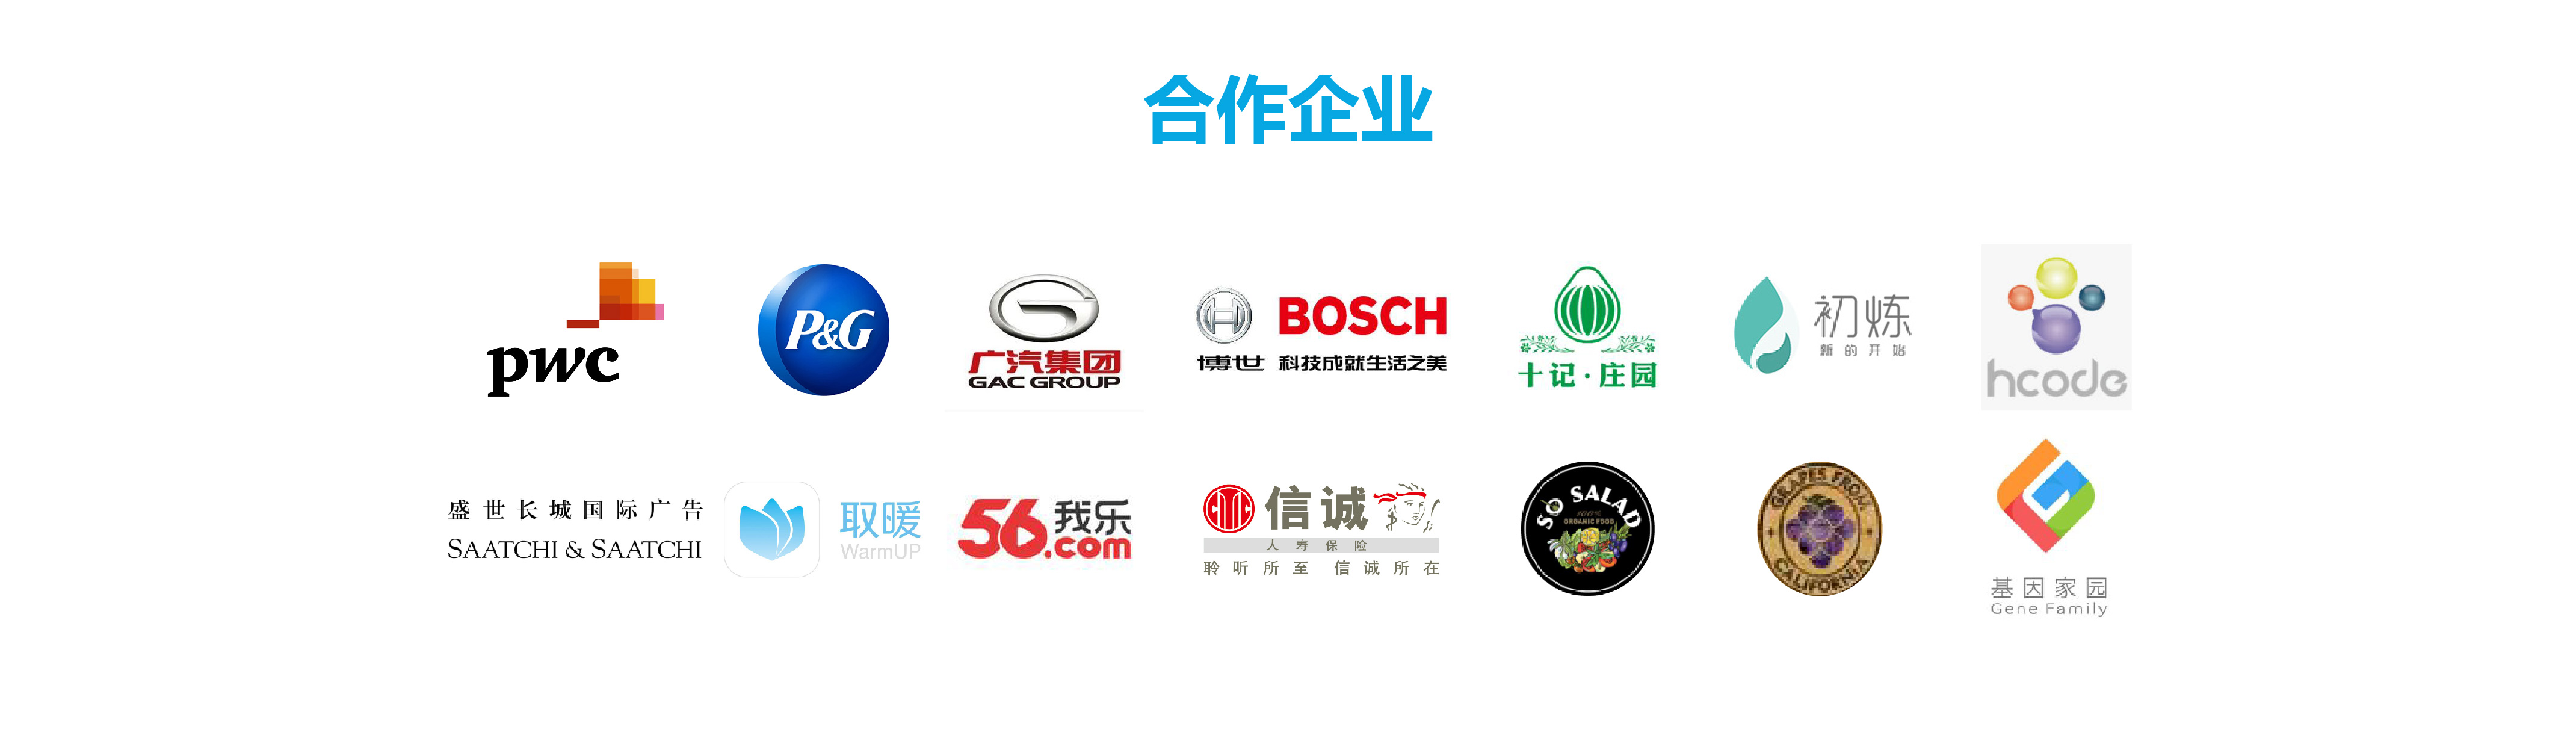 合作企业
pwc
P&G
广汽集团
GAC GROUP
BOSCH
博世 科技成就生活之美
十记·庄园
初炼
新的开始
hcode
盛世长城国际广告
SAATCHI & SAATCHI
取暖
WarmUP
56我乐
.com
信诚
人寿保险
聆听所至 信诚所在
SO SALAD
100%
ORGANIC FOOD
GRAPES FROM
CALIFORNIA
基因家园
Gene Family